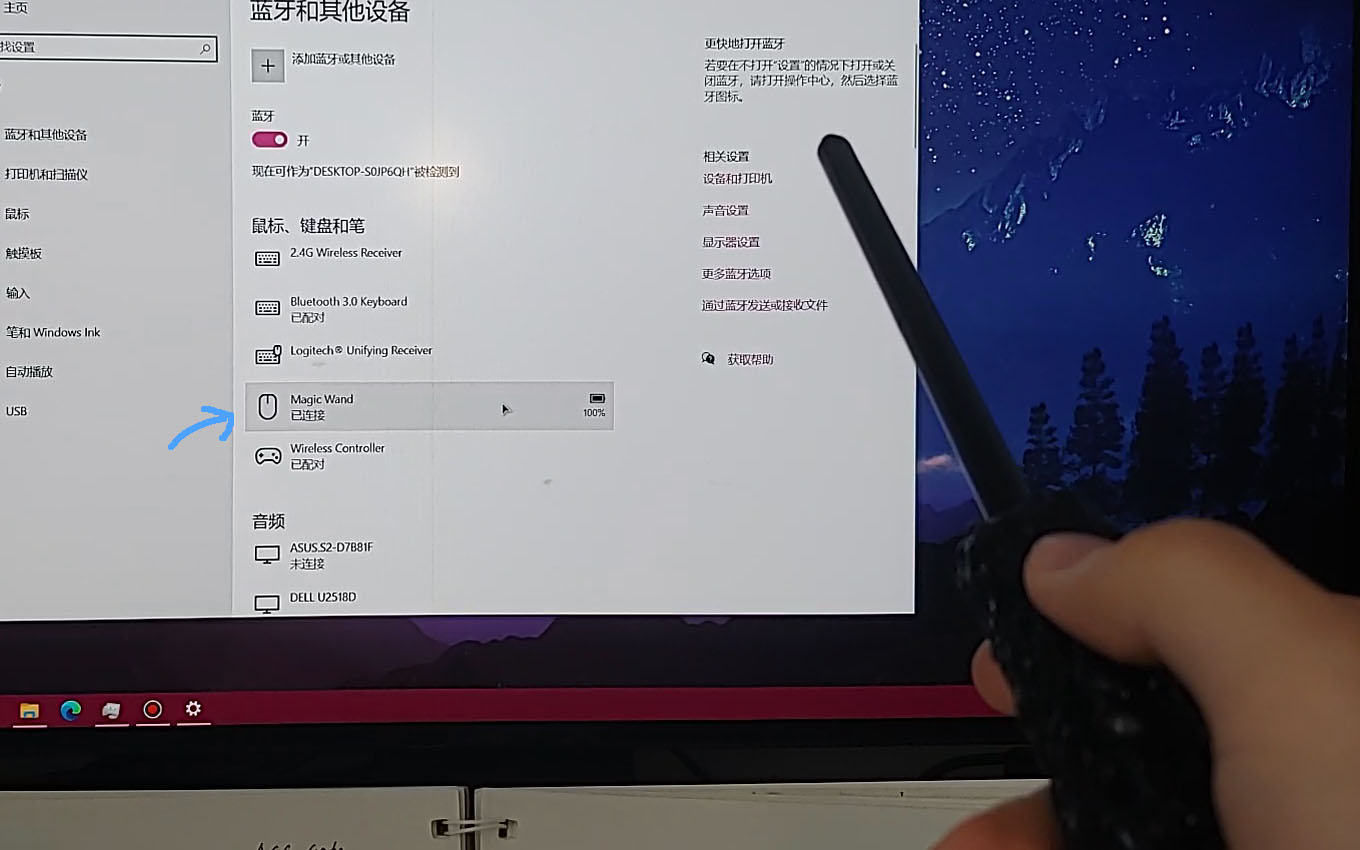 主页
找设置
蓝牙和其他设备
打印机和扫描仪
鼠标
触摸板
输入
笔和 Windows Ink
自动播放
USB
蓝牙和其他设备
添加蓝牙或其他设备
蓝牙
开
现在可作为"DESKTOP-S0JP6QH"被检测到
鼠标、键盘和笔
2.4G Wireless Receiver
Bluetooth 3.0 Keyboard
已配对
Logitech® Unifying Receiver
Magic Wand
已连接
100%
Wireless Controller
已配对
音频
ASUS.S2-D7B81F
未连接
DELL U2518D
更快地打开蓝牙
若要在不打开"设置"的情况下打开或关
闭蓝牙，请打开操作中心，然后选择蓝
牙图标。
相关设置
设备和打印机
声音设置
显示器设置
更多蓝牙选项
通过蓝牙发送或接收文件
获取帮助